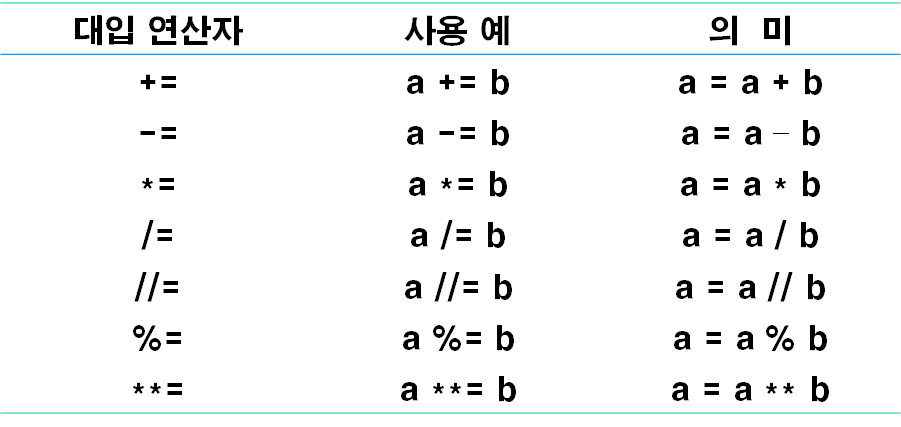 대입 연산자 사용 예 의 미
+= a += b a = a + b
-= a -= b a = a – b
*= a *= b a = a * b
/= a /= b a = a / b
//= a //= b a = a // b
%= a %= b a = a % b
**= a **= b a = a ** b